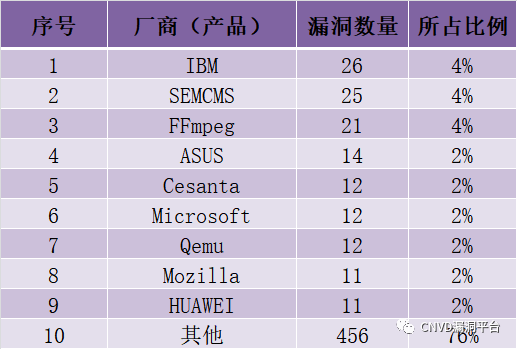 序号 厂商（产品） 漏洞数量 所占比例
1 IBM 26 4%
2 SEMCMS 25 4%
3 FFmpeg 21 4%
4 ASUS 14 2%
5 Cesanta 12 2%
6 Microsoft 12 2%
7 Qemu 12 2%
8 Mozilla 11 2%
9 HUAWEI 11 2%
10 其他 456 76%
CNVD漏洞平台